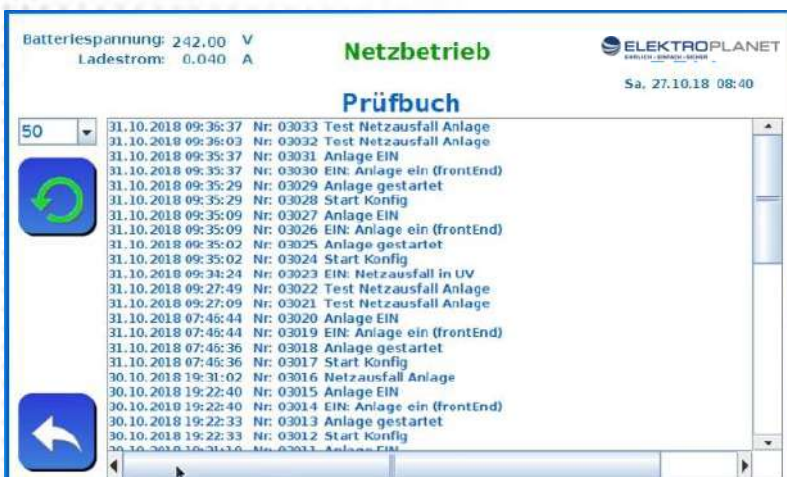 Batteriespannung: 242.00 V
Ladestrom: 0.040 A
Netzbetrieb
ELEKTROPLANET
EHRLICH - EINFACH - SICHER
Sa, 27.10.18 08:40
Prüfbuch
50
31.10.2018 09:36:37 Nr: 03033 Test Netzausfall Anlage
31.10.2018 09:36:03 Nr: 03032 Test Netzausfall Anlage
31.10.2018 09:35:37 Nr: 03031 Anlage EIN
31.10.2018 09:35:37 Nr: 03030 EIN: Anlage ein (frontEnd)
31.10.2018 09:35:29 Nr: 03029 Anlage gestartet
31.10.2018 09:35:29 Nr: 03028 Start Konfig
31.10.2018 09:35:09 Nr: 03027 Anlage EIN
31.10.2018 09:35:09 Nr: 03026 EIN: Anlage ein (frontEnd)
31.10.2018 09:35:02 Nr: 03025 Anlage gestartet
31.10.2018 09:35:02 Nr: 03024 Start Konfig
31.10.2018 09:34:24 Nr: 03023 EIN: Netzausfall in UV
31.10.2018 09:27:49 Nr: 03022 Test Netzausfall Anlage
31.10.2018 09:27:09 Nr: 03021 Test Netzausfall Anlage
31.10.2018 07:46:44 Nr: 03020 Anlage EIN
31.10.2018 07:46:44 Nr: 03019 EIN: Anlage ein (frontEnd)
31.10.2018 07:46:36 Nr: 03018 Anlage gestartet
31.10.2018 07:46:36 Nr: 03017 Start Konfig
30.10.2018 19:31:02 Nr: 03016 Netzausfall Anlage
30.10.2018 19:22:40 Nr: 03015 Anlage EIN
30.10.2018 19:22:40 Nr: 03014 EIN: Anlage ein (frontEnd)
30.10.2018 19:22:33 Nr: 03013 Anlage gestartet
30.10.2018 19:22:33 Nr: 03012 Start Konfig
30.10.2018 19:21:10 Nr: 03011 Anlage EIN